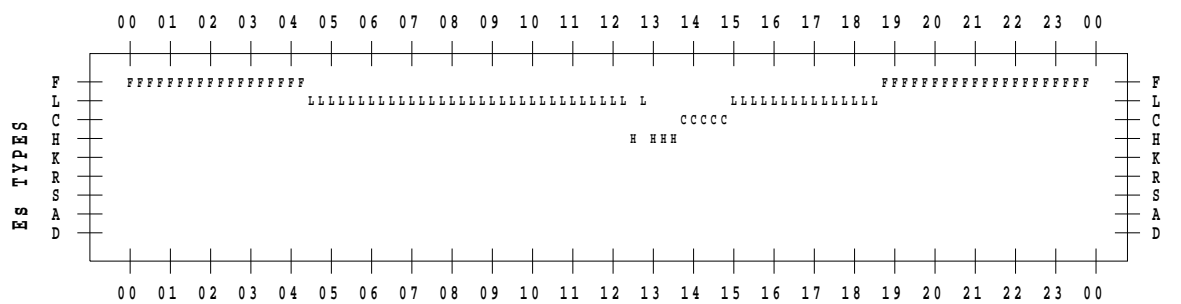 00 01 02 03 04 05 06 07 08 09 10 11 12 13 14 15 16 17 18 19 20 21 22 23 00
F FFFFFFFFFFFFFFFFFF FFFFFFFFFFFFFFFFFFFFF F
L LLLLLLLLLLLLLLLLLLLLLLLLLLLLLLLL L LLLLLLLLLLLLLLL L
C CCCCC C
H H HHH H
K K
R R
S S
A A
D D
Es TYPES
00 01 02 03 04 05 06 07 08 09 10 11 12 13 14 15 16 17 18 19 20 21 22 23 00